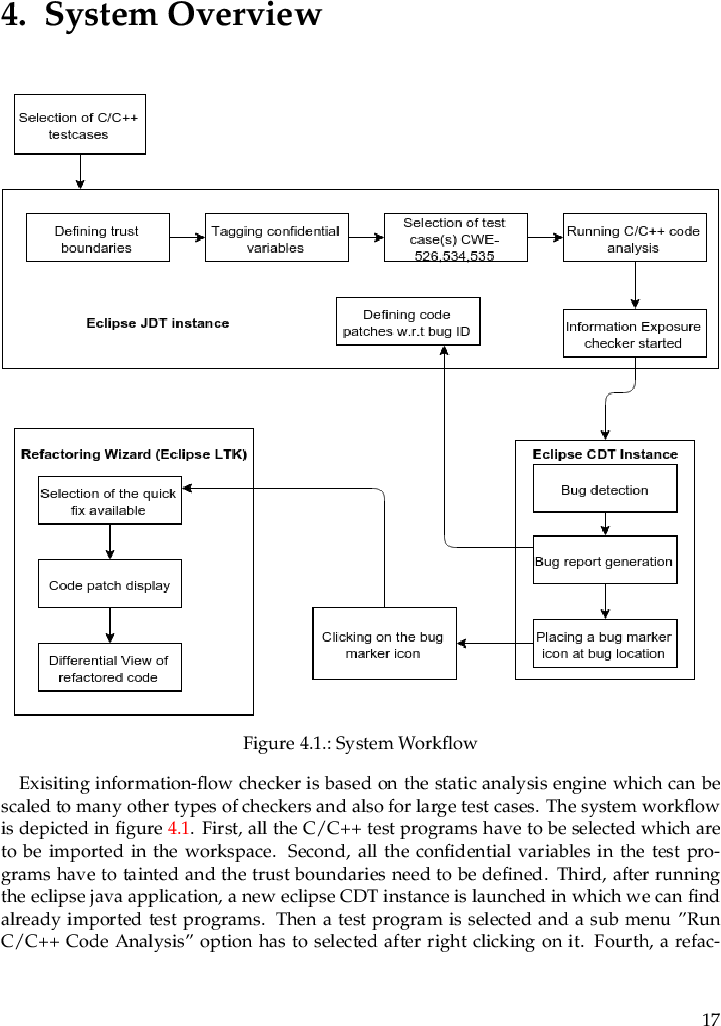 4. System Overview
Selection of C/C++
testcases
Defining trust
boundaries
Tagging confidential
variables
Selection of test
case(s) CWE-
526,534,535
Running C/C++ code
analysis
Eclipse JDT instance
Defining code
patches w.r.t bug ID
Information Exposure
checker started
Refactoring Wizard (Eclipse LTK)
Selection of the quick
fix available
Code patch display
Differential View of
refactored code
Clicking on the bug
marker icon
Eclipse CDT Instance
Bug detection
Bug report generation
Placing a bug marker
icon at bug location
Figure 4.1.: System Workflow
Exisiting information-flow checker is based on the static analysis engine which can be
scaled to many other types of checkers and also for large test cases. The system workflow
is depicted in figure 4.1. First, all the C/C++ test programs have to be selected which are
to be imported in the workspace. Second, all the confidential variables in the test pro-
grams have to tainted and the trust boundaries need to be defined. Third, after running
the eclipse java application, a new eclipse CDT instance is launched in which we can find
already imported test programs. Then a test program is selected and a sub menu ”Run
C/C++ Code Analysis” option has to selected after right clicking on it. Fourth, a refac-
17